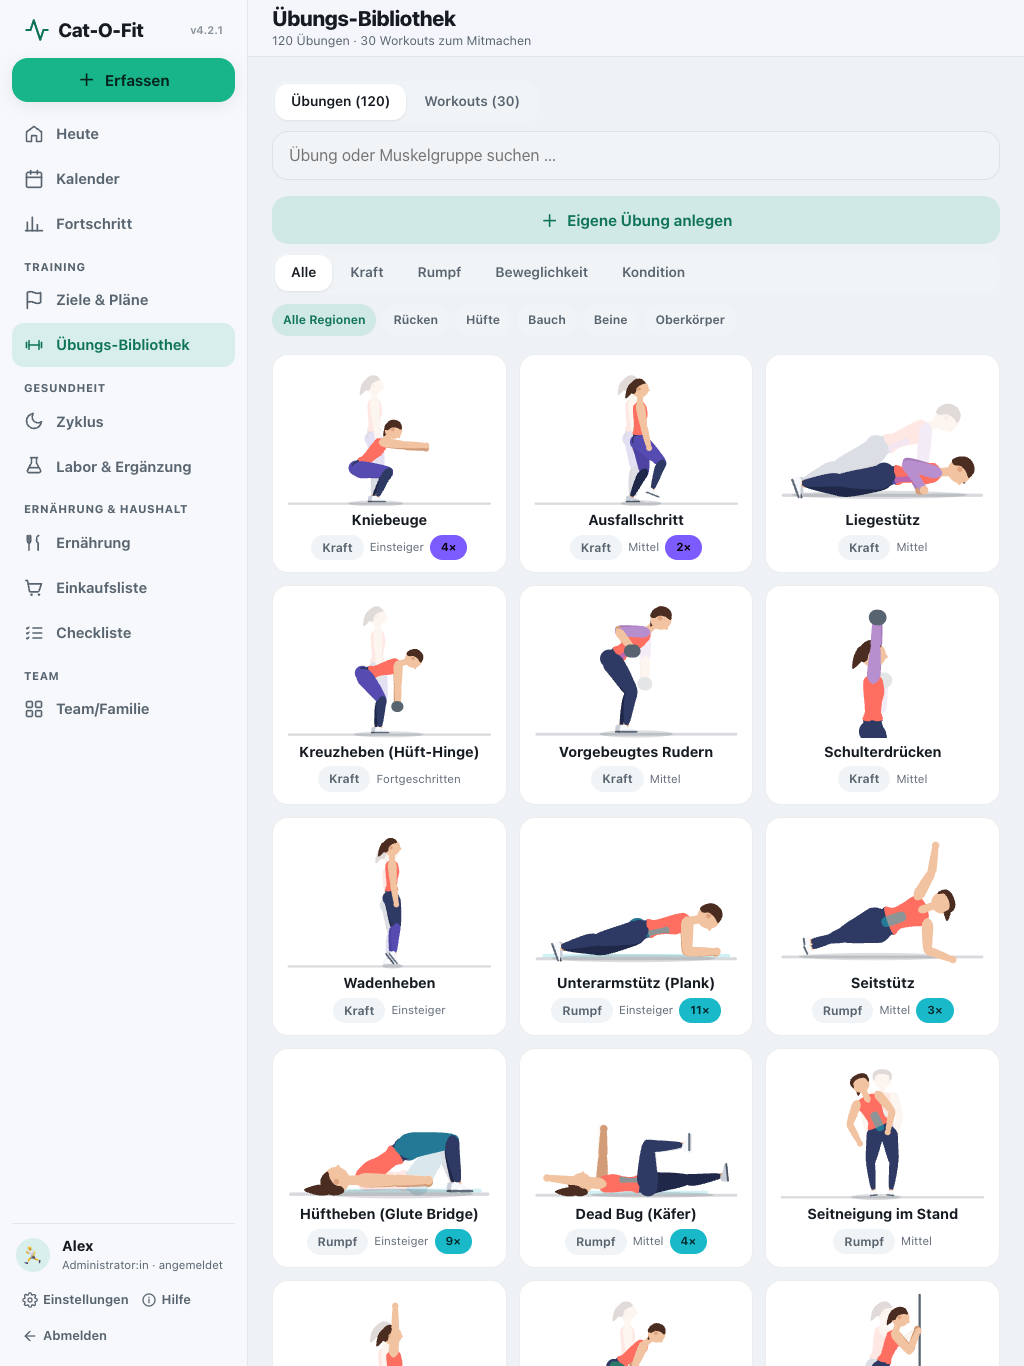 Cat-O-Fit
v4.2.1
Erfassen
Heute
Kalender
Fortschritt
TRAINING
Ziele & Pläne
Übungs-Bibliothek
GESUNDHEIT
Zyklus
Labor & Ergänzung
ERNÄHRUNG & HAUSHALT
Ernährung
Einkaufsliste
Checkliste
TEAM
Team/Familie
Alex
Administrator:in · angemeldet
Einstellungen
Hilfe
Abmelden
Übungs-Bibliothek
120 Übungen · 30 Workouts zum Mitmachen
Übungen (120)
Workouts (30)
Übung oder Muskelgruppe suchen ...
Eigene Übung anlegen
Alle
Kraft
Rumpf
Beweglichkeit
Kondition
Alle Regionen
Rücken
Hüfte
Bauch
Beine
Oberkörper
Kniebeuge
Kraft Einsteiger 4×
Ausfallschritt
Kraft Mittel 2×
Liegestütz
Kraft Mittel
Kreuzheben (Hüft-Hinge)
Kraft Fortgeschritten
Vorgebeugtes Rudern
Kraft Mittel
Schulterdrücken
Kraft Mittel
Wadenheben
Kraft Einsteiger
Unterarmstütz (Plank)
Rumpf Einsteiger 11×
Seitstütz
Rumpf Mittel 3×
Hüftheben (Glute Bridge)
Rumpf Einsteiger 9×
Dead Bug (Käfer)
Rumpf Mittel 4×
Seitneigung im Stand
Rumpf Mittel